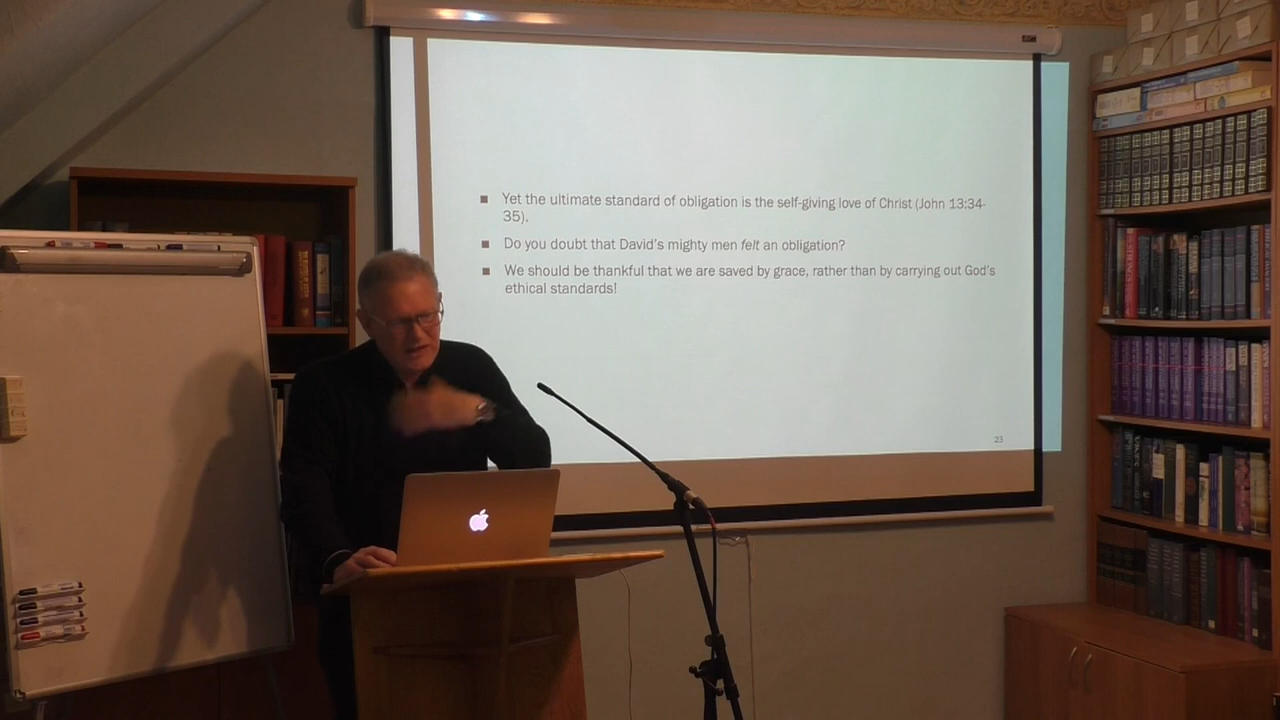 Yet the ultimate standard of obligation is the self-giving love of Christ (John 13:34-
35).
Do you doubt that David's mighty men felt an obligation?
We should be thankful that we are saved by grace, rather than by carrying out God's
ethical standards!
23